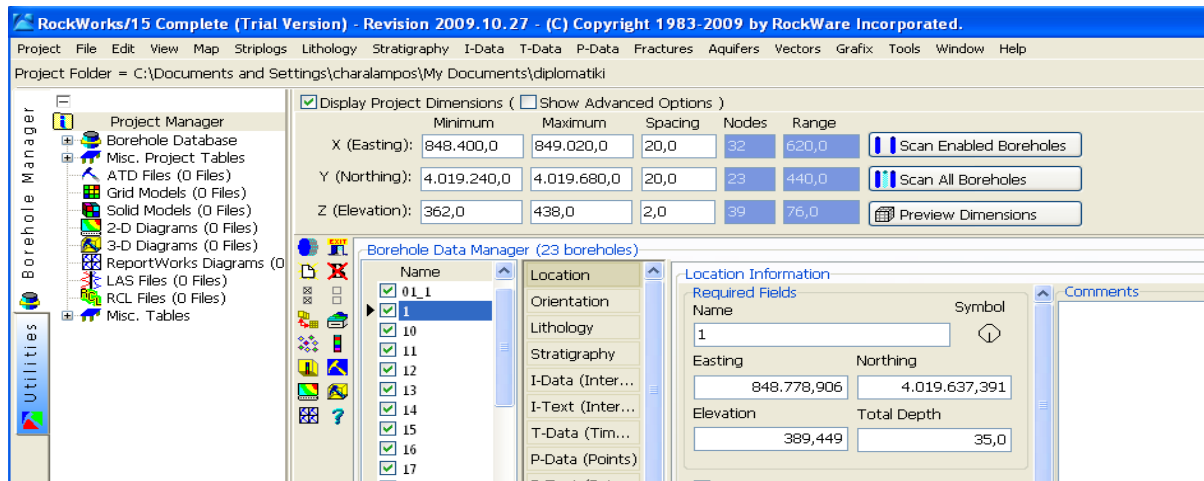 RockWorks/15 Complete (Trial Version) - Revision 2009.10.27 - (C) Copyright 1983-2009 by RockWare Incorporated.
Project File Edit View Map Striplogs Lithology Stratigraphy I-Data T-Data P-Data Fractures Aquifers Vectors Grafix Tools Window Help
Project Folder = C:\Documents and Settings\charalampos\My Documents\diplomatiki
Borehole Manager
Utilities
Project Manager
Borehole Database
Misc. Project Tables
ATD Files (0 Files)
Grid Models (0 Files)
Solid Models (0 Files)
2-D Diagrams (0 Files)
3-D Diagrams (0 Files)
ReportWorks Diagrams (0
LAS Files (0 Files)
RCL Files (0 Files)
Misc. Tables
Display Project Dimensions ( Show Advanced Options )
Minimum Maximum Spacing Nodes Range
X (Easting): 848.400,0 849.020,0 20,0 32 620,0 Scan Enabled Boreholes
Y (Northing): 4.019.240,0 4.019.680,0 20,0 23 440,0 Scan All Boreholes
Z (Elevation): 362,0 438,0 2,0 39 76,0 Preview Dimensions
EXIT
Borehole Data Manager (23 boreholes)
Name
01_1
1
10
11
12
13
14
15
16
17
Location
Orientation
Lithology
Stratigraphy
I-Data (Inter...
I-Text (Inter...
T-Data (Tim...
P-Data (Points)
Location Information
Required Fields
Name Symbol
1
Easting Northing
848.778,906 4.019.637,391
Elevation Total Depth
389,449 35,0
Comments